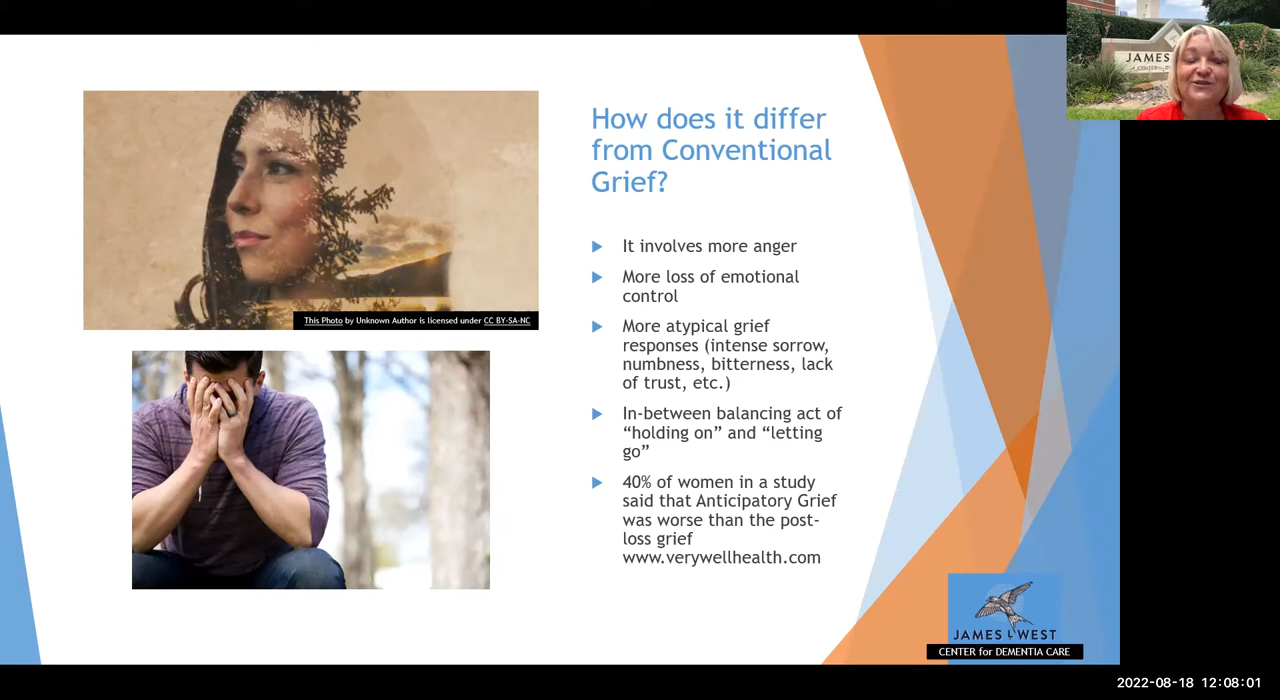 JAMES
A CENTER
How does it differ
from Conventional
Grief?
It involves more anger
More loss of emotional
control
More atypical grief
responses (intense sorrow,
numbness, bitterness, lack
of trust, etc.)
In-between balancing act of
“holding on” and “letting
go”
40% of women in a study
said that Anticipatory Grief
was worse than the post-
loss grief
www.verywellhealth.com
This Photo by Unknown Author is licensed under CC BY-SA-NC
JAMES L WEST
CENTER for DEMENTIA CARE
2022-08-18 12:08:01